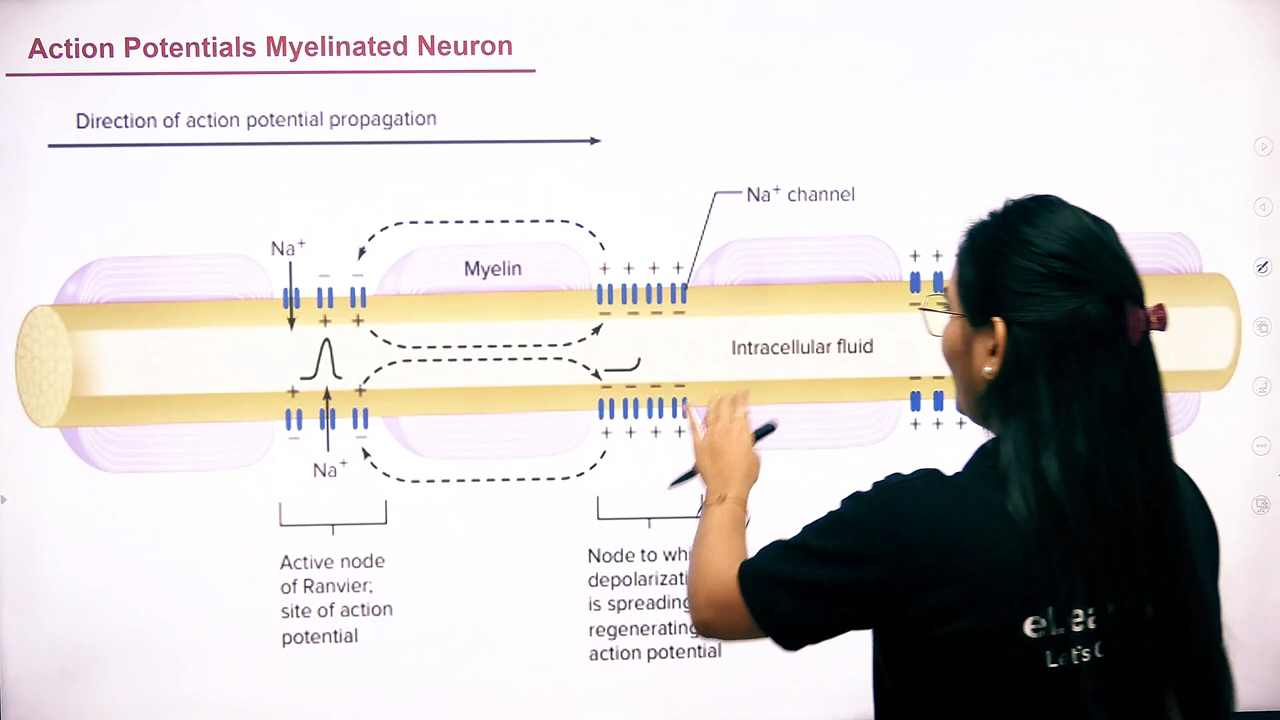 Action Potentials Myelinated Neuron
Direction of action potential propagation
Na⁺ channel
Na⁺
Myelin
Intracellular fluid
Na⁺
Active node
of Ranvier;
site of action
potential
Node to
depolarizati
is spreading
regenerating
action potential